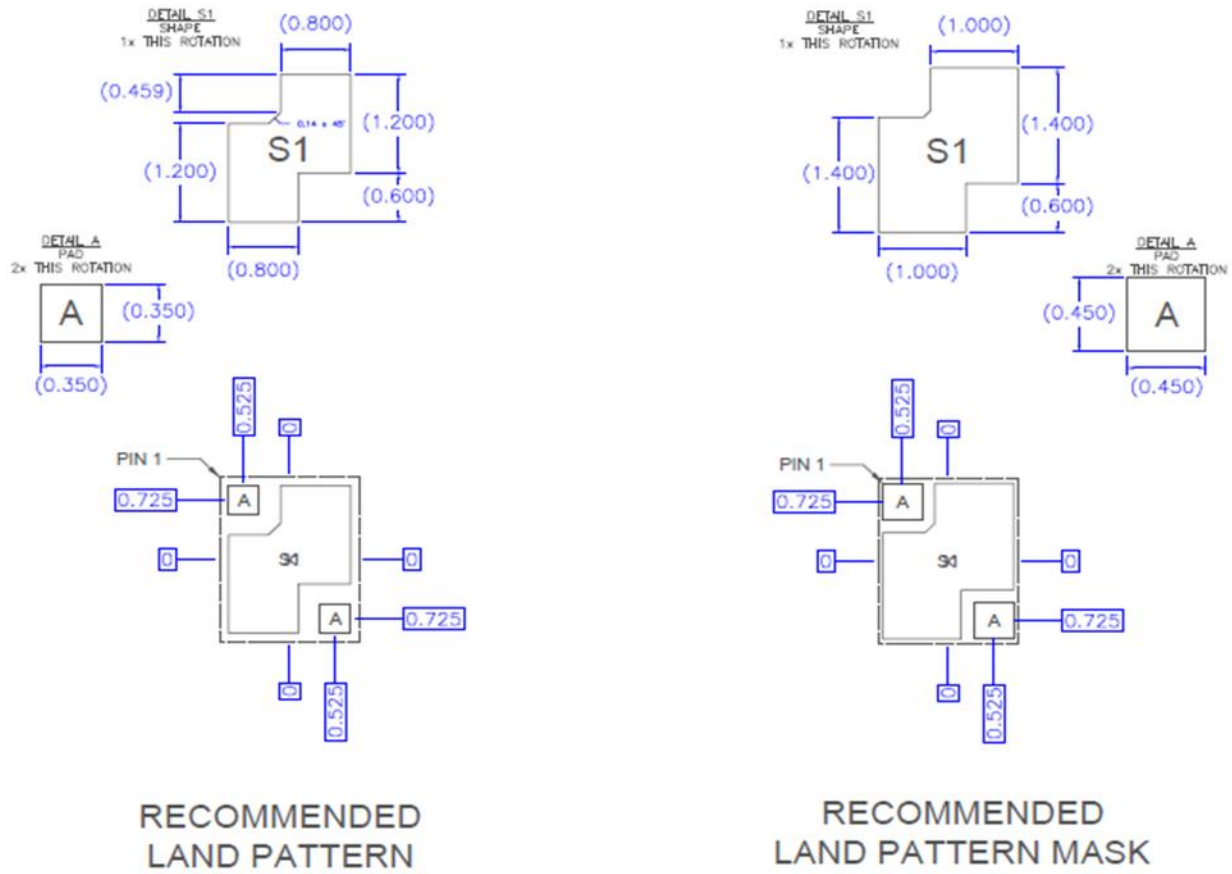 DETAIL S1
SHAPE
1x THIS ROTATION
(0.800)
(0.459)
0.14 x 45°
(1.200)
S1
(1.200)
(0.600)
(0.800)
DETAIL A
PAD
2x THIS ROTATION
A
(0.350)
(0.350)
0.525
0
PIN 1
0.725
A
0
0
A
0.725
0
0.525
RECOMMENDED
LAND PATTERN
DETAIL S1
SHAPE
1x THIS ROTATION
(1.000)
(1.400)
S1
(1.400)
(0.600)
(1.000)
DETAIL A
PAD
2x THIS ROTATION
(0.450)
A
(0.450)
0.525
0
PIN 1
0.725
A
0
0
A
0.725
0
0.525
RECOMMENDED
LAND PATTERN MASK